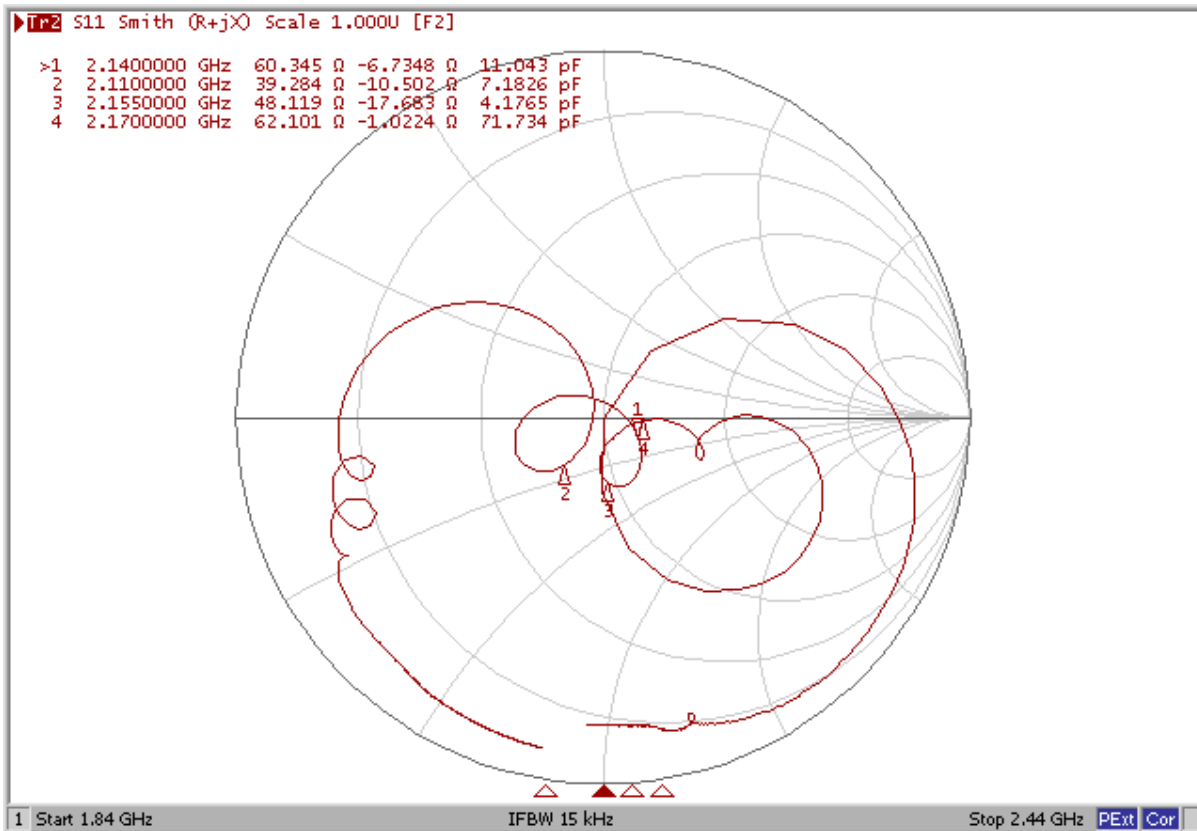 Tr2 S11 Smith (R+jX) Scale 1.000U [F2]
>1 2.1400000 GHz 60.345 Ω -6.7348 Ω 11.043 pF
2 2.1100000 GHz 39.284 Ω -10.502 Ω 7.1826 pF
3 2.1550000 GHz 48.119 Ω -17.683 Ω 4.1765 pF
4 2.1700000 GHz 62.101 Ω -1.0224 Ω 71.734 pF
1
4
2
3
1 Start 1.84 GHz IFBW 15 kHz Stop 2.44 GHz PExt Cor